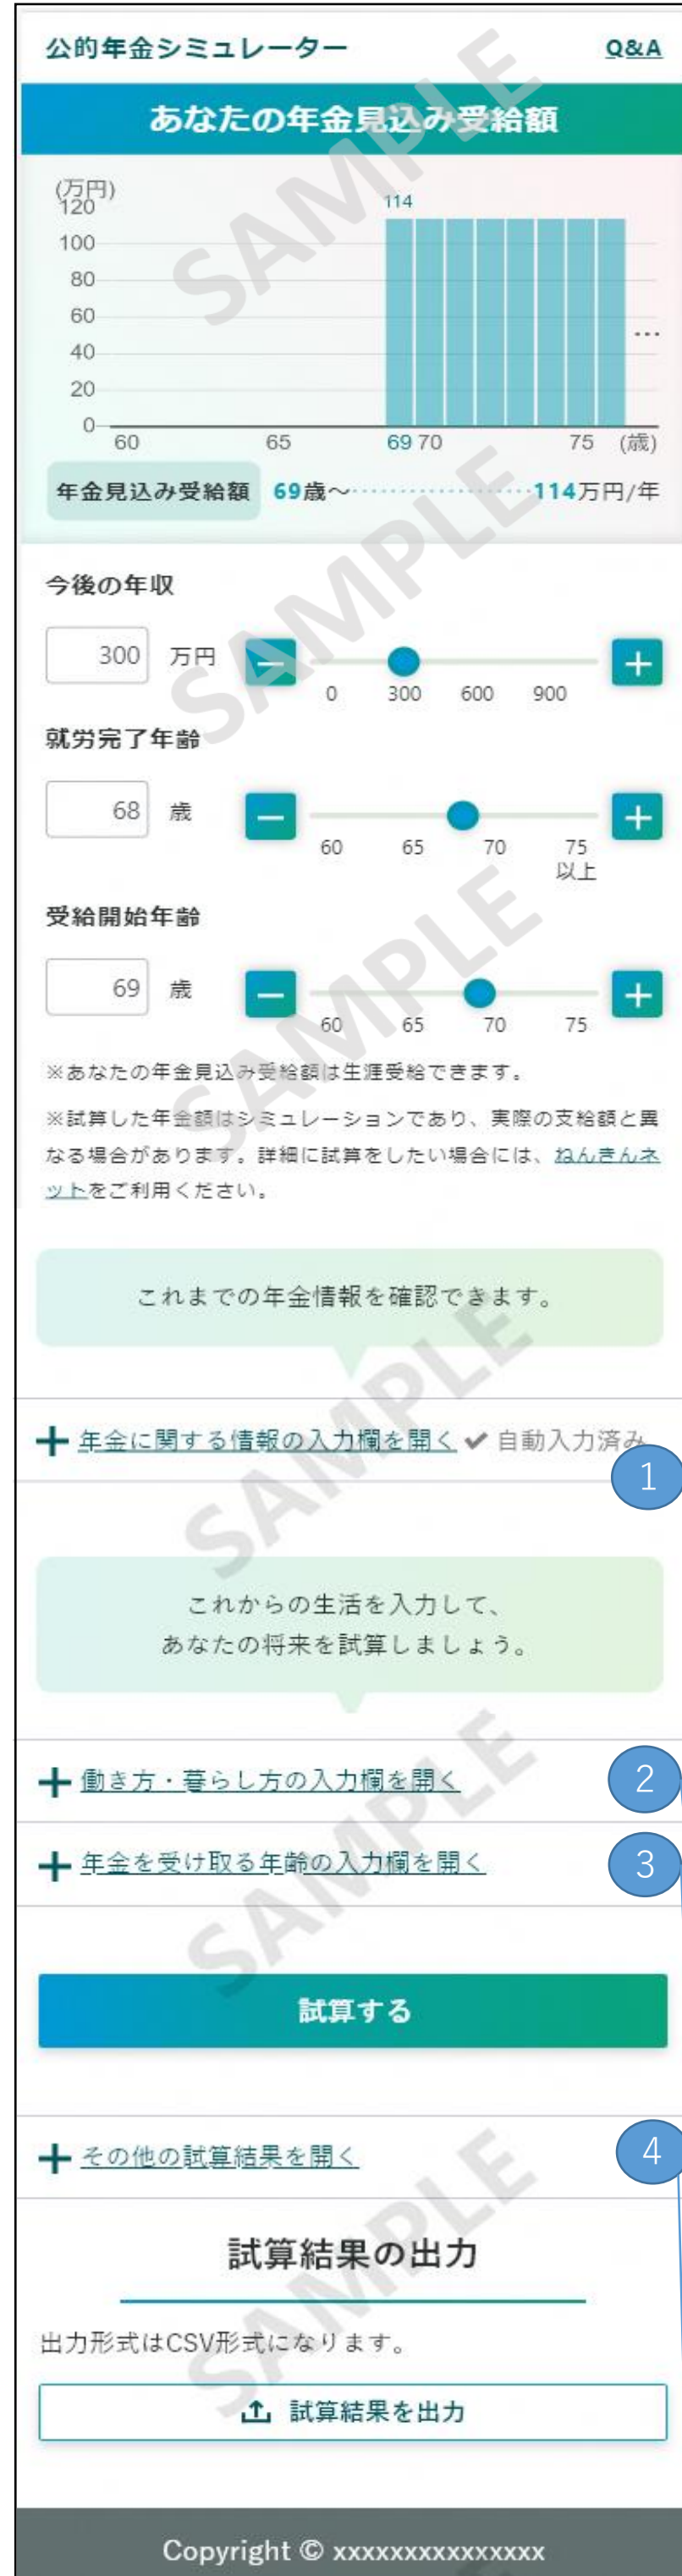 公的年金シミュレーター Q&A
あなたの年金見込み受給額
(万円)
120 114
100
80
60
40 …
20
0
60 65 69 70 75 (歳)
年金見込み受給額 69歳〜 114万円/年
今後の年収
300 万円 − +
0 300 600 900
就労完了年齢
68 歳 − +
60 65 70 75
以上
受給開始年齢
69 歳 − +
60 65 70 75
※あなたの年金見込み受給額は生涯受給できます。
※試算した年金額はシミュレーションであり、実際の支給額と異
なる場合があります。詳細に試算をしたい場合には、ねんきんネ
ットをご利用ください。
これまでの年金情報を確認できます。
+ 年金に関する情報の入力欄を開く ✔ 自動入力済み
1
これからの生活を入力して、
あなたの将来を試算しましょう。
+ 働き方・暮らし方の入力欄を開く 2
+ 年金を受け取る年齢の入力欄を開く 3
試算する
+ その他の試算結果を開く 4
試算結果の出力
出力形式はCSV形式になります。
試算結果を出力
Copyright © xxxxxxxxxxxxxxx
SAMPLE
SAMPLE
SAMPLE
SAMPLE
SAMPLE
SAMPLE